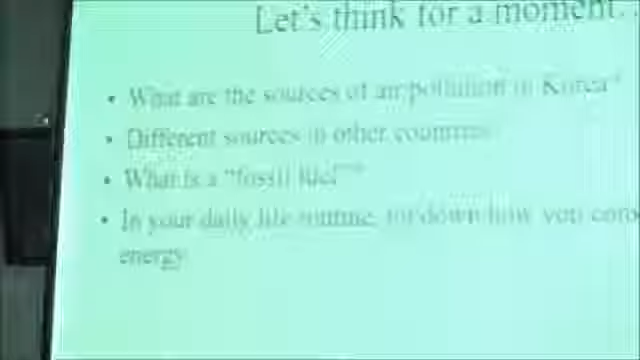 Let's think for a moment...
• What are the sources of air pollution in Korea?
• Different sources in other countries
• What is a "fossil fuel"?
• In your daily life routine, jot down how you
energy